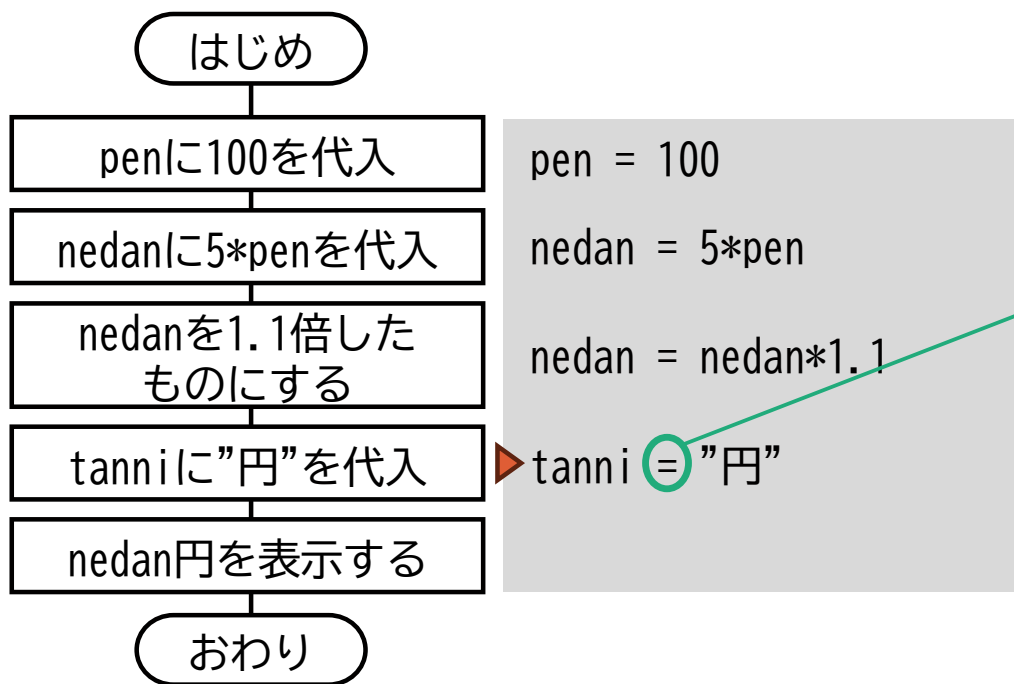 はじめ
penに100を代入
pen = 100
nedanに5*penを代入
nedan = 5*pen
nedanを1.1倍した
ものにする
nedan = nedan*1.1
tanniに”円”を代入
tanni = ”円”
nedan円を表示する
おわり